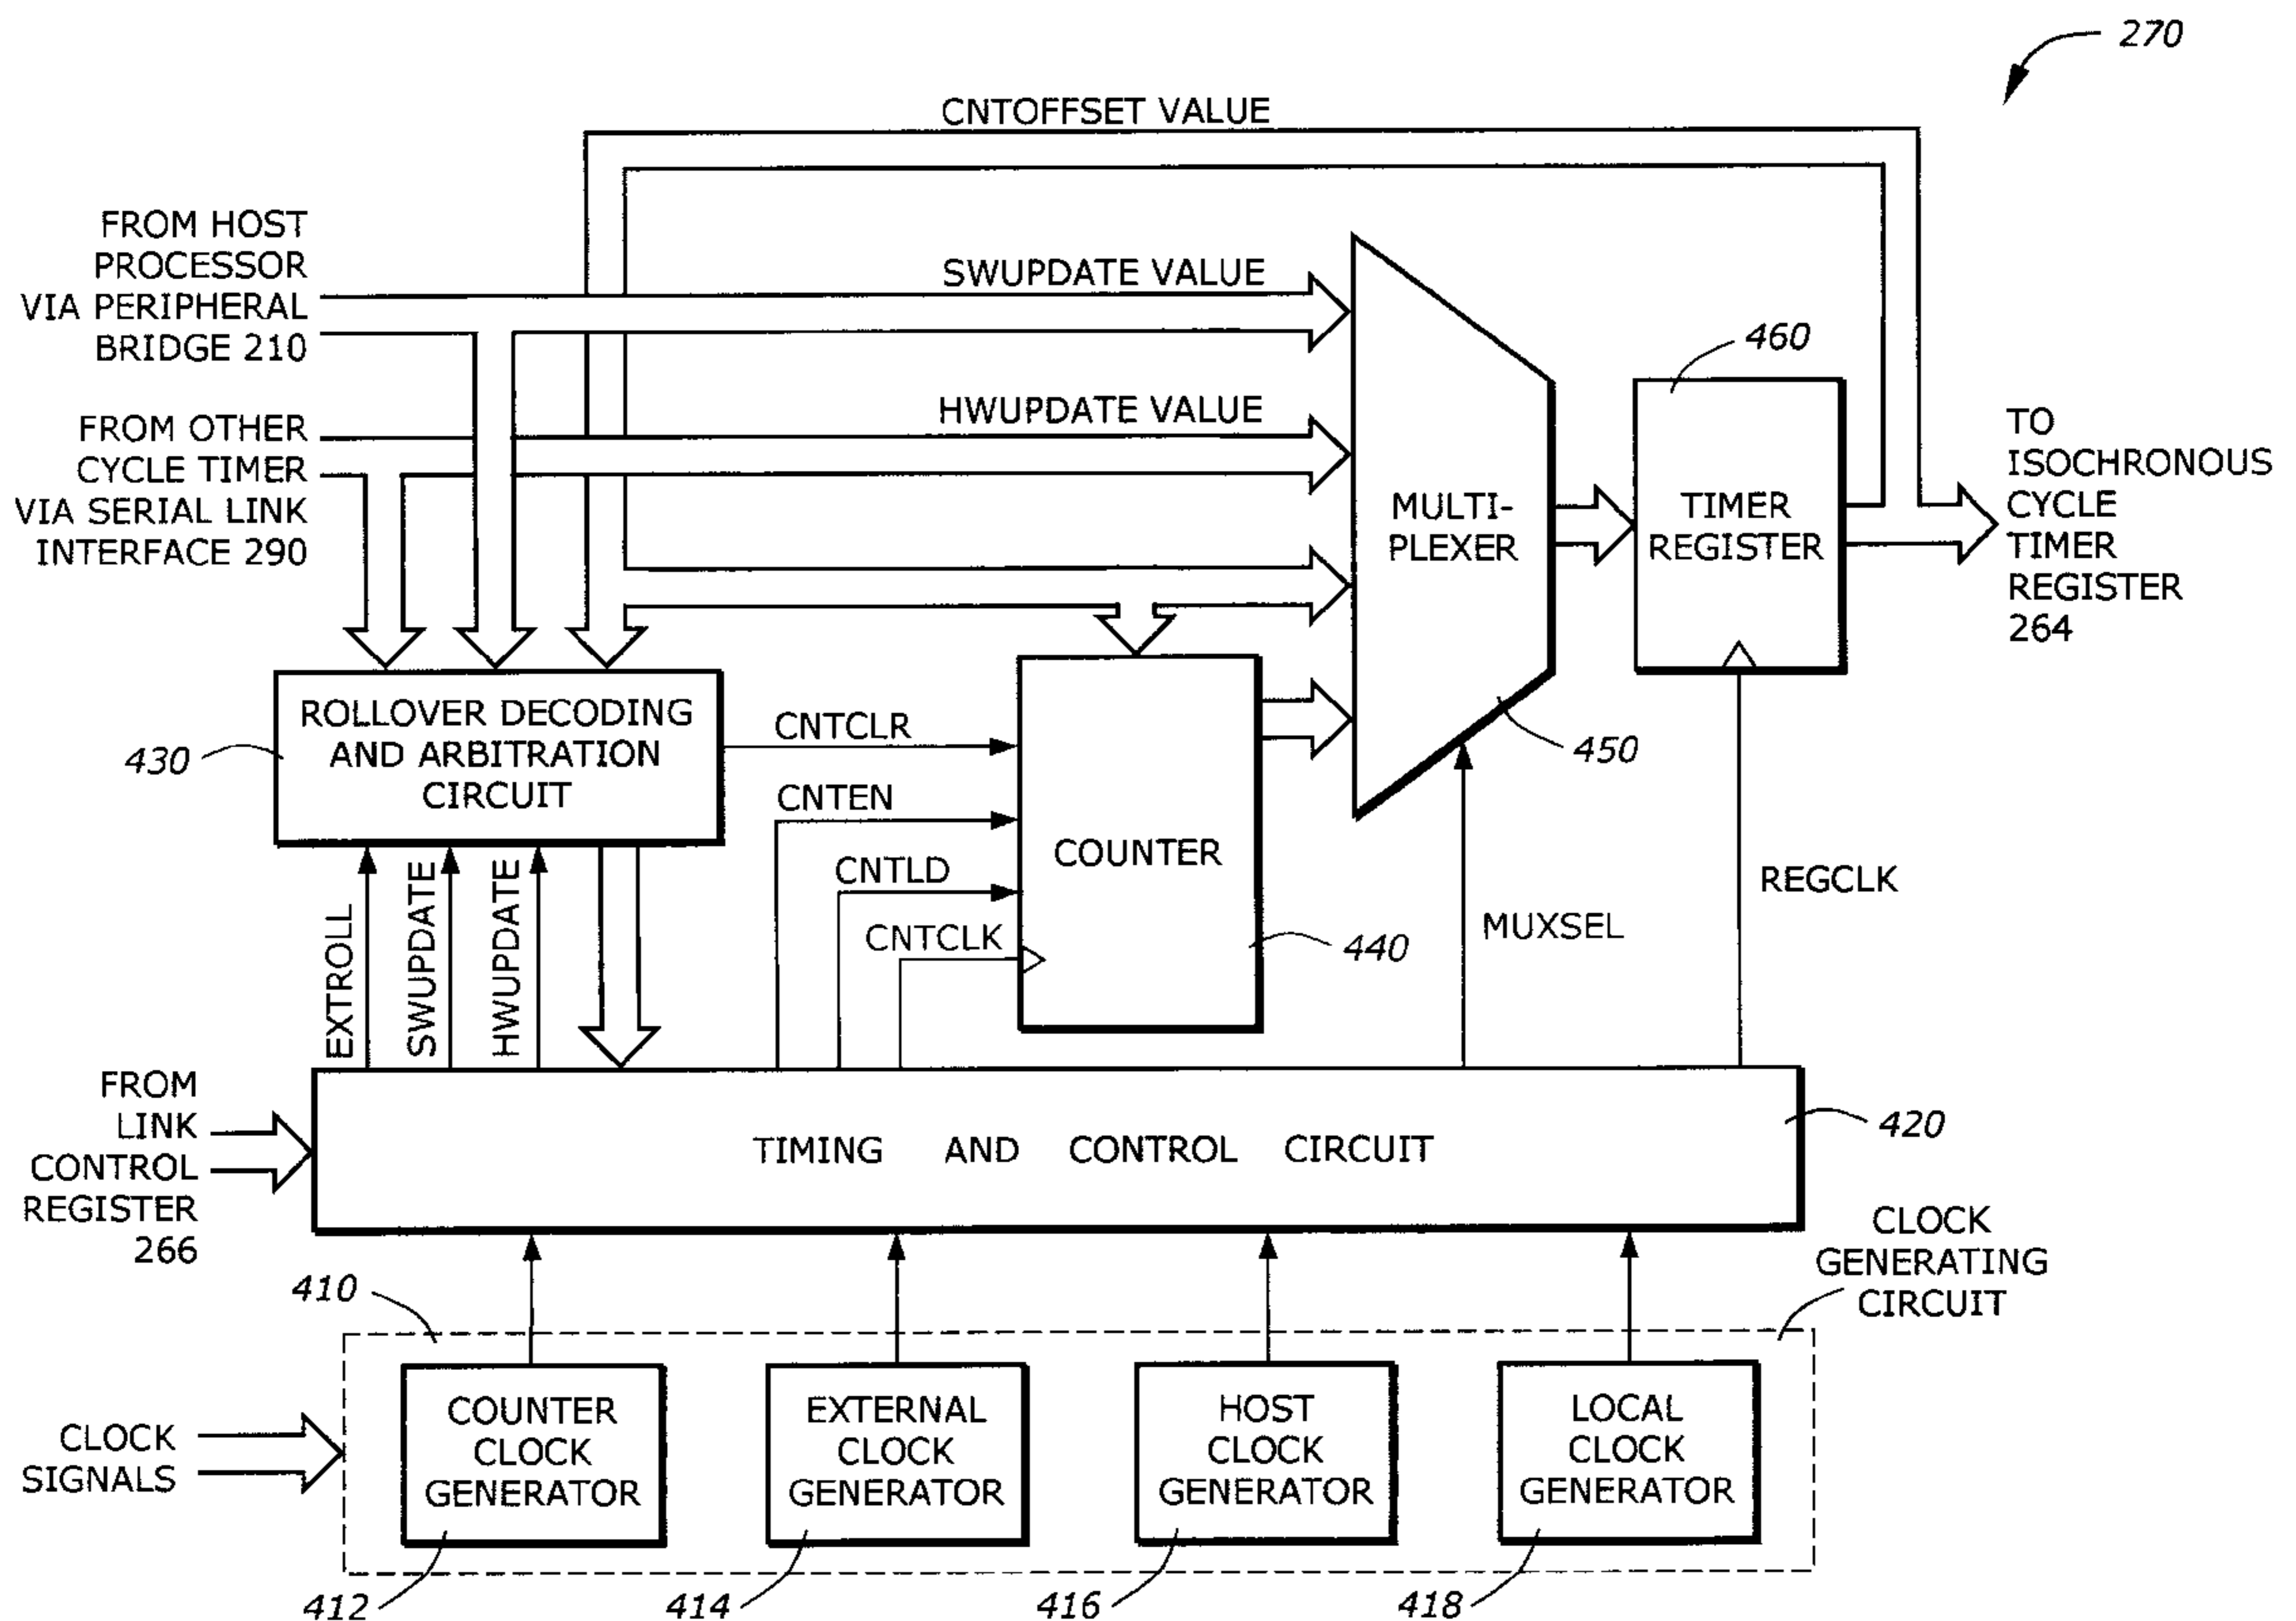 270
CNTOFFSET VALUE
FROM HOST
PROCESSOR
VIA PERIPHERAL
BRIDGE 210
SWUPDATE VALUE
FROM OTHER
CYCLE TIMER
VIA SERIAL LINK
INTERFACE 290
HWUPDATE VALUE
MULTI-
PLEXER
450
460
TIMER
REGISTER
TO
ISOCHRONOUS
CYCLE
TIMER
REGISTER
264
430
ROLLOVER DECODING
AND ARBITRATION
CIRCUIT
CNTCLR
CNTEN
CNTLD
CNTCLK
COUNTER
440
MUXSEL
REGCLK
EXTROLL
SWUPDATE
HWUPDATE
FROM
LINK
CONTROL
REGISTER
266
TIMING AND CONTROL CIRCUIT
420
CLOCK
GENERATING
CIRCUIT
410
CLOCK
SIGNALS
COUNTER
CLOCK
GENERATOR
412
EXTERNAL
CLOCK
GENERATOR
414
HOST
CLOCK
GENERATOR
416
LOCAL
CLOCK
GENERATOR
418